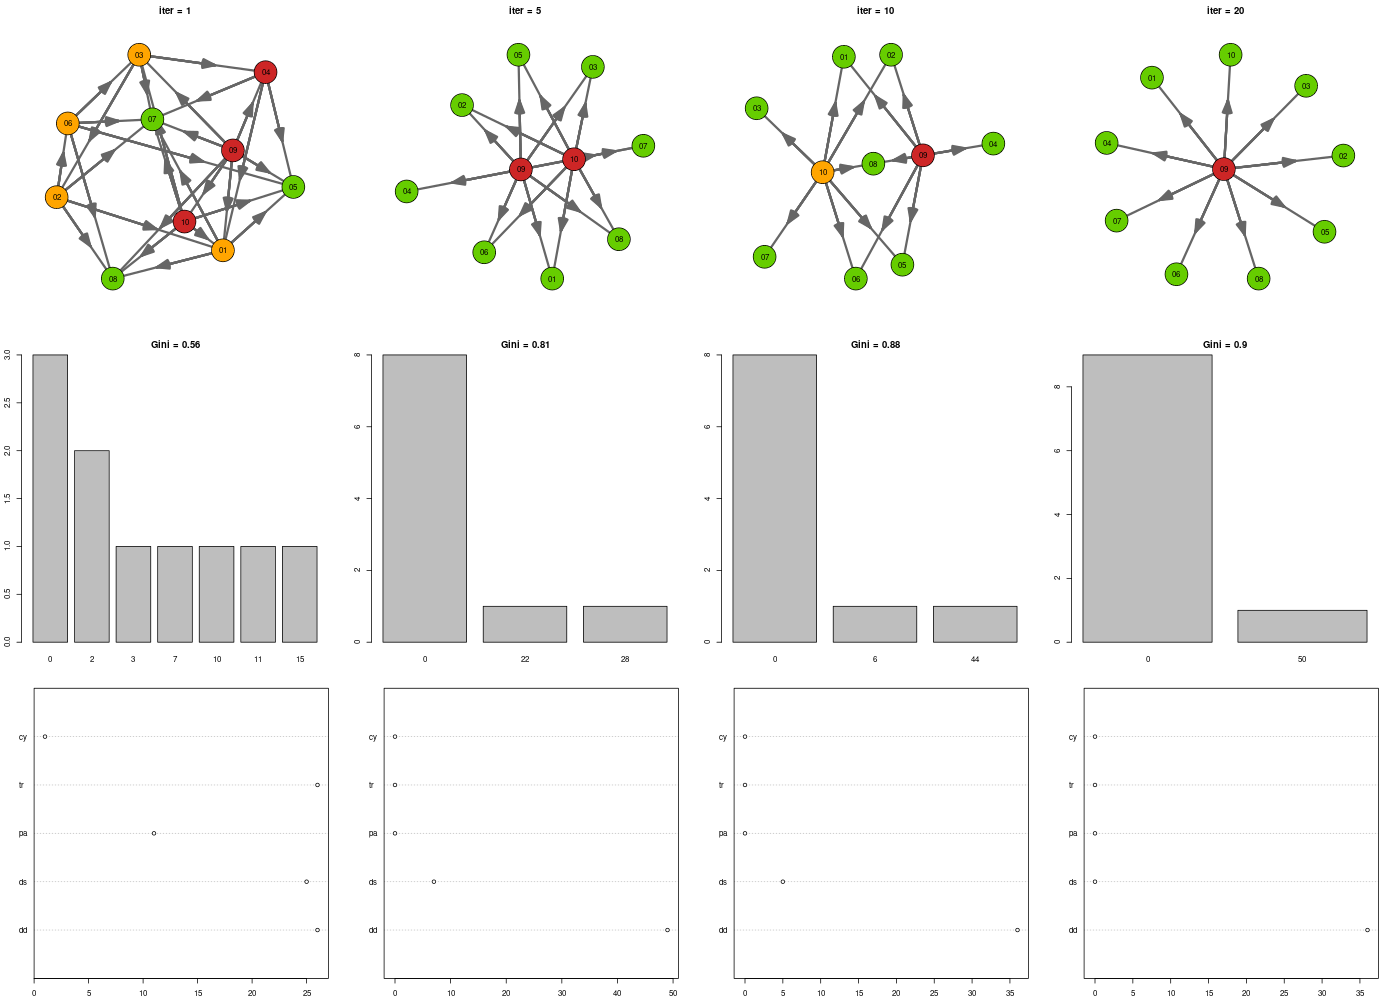 iter = 1
iter = 5
iter = 10
iter = 20
03
04
06
07
09
02
05
10
01
08
05
03
02
07
10
09
04
08
06
01
01
02
03
04
09
08
10
07
05
06
10
01
03
04
02
09
07
05
06
08
Gini = 0.56
Gini = 0.81
Gini = 0.88
Gini = 0.9
3.0
2.5
2.0
1.5
1.0
0.5
0.0
0 2 3 7 10 11 15
8
6
4
2
0
0 22 28
8
6
4
2
0
0 6 44
8
6
4
2
0
0 50
cy
tr
pa
ds
dd
0 5 10 15 20 25
cy
tr
pa
ds
dd
0 10 20 30 40 50
cy
tr
pa
ds
dd
0 5 10 15 20 25 30 35
cy
tr
pa
ds
dd
0 5 10 15 20 25 30 35